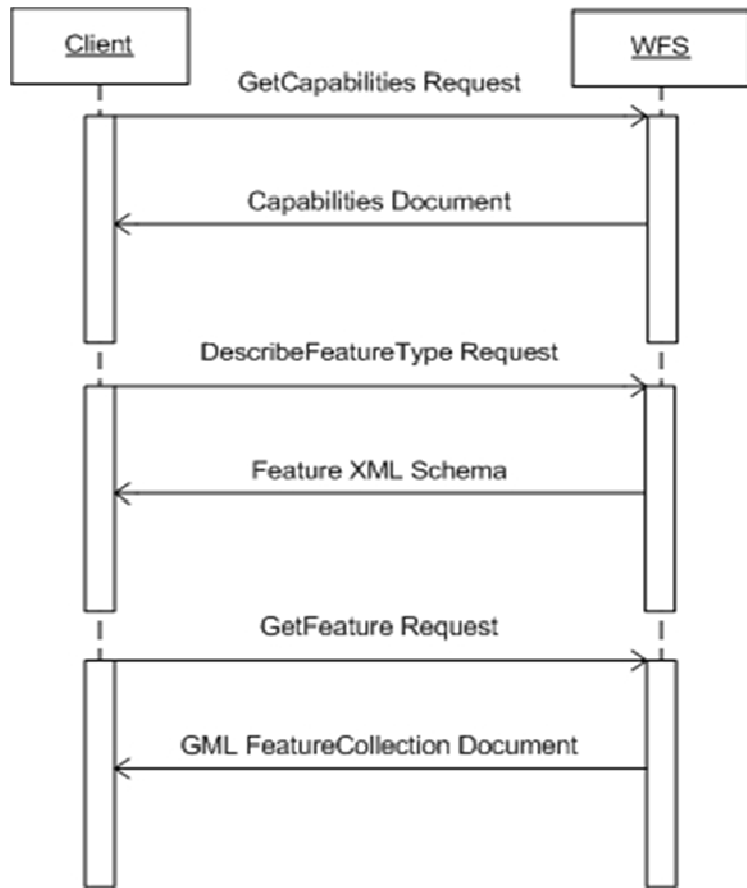 Client
WFS
GetCapabilities Request
Capabilities Document
DescribeFeatureType Request
Feature XML Schema
GetFeature Request
GML FeatureCollection Document